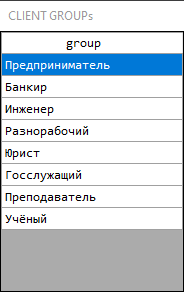 CLIENT GROUPs
group
Предприниматель
Банкир
Инженер
Разнорабочий
Юрист
Госслужащий
Преподаватель
Учёный